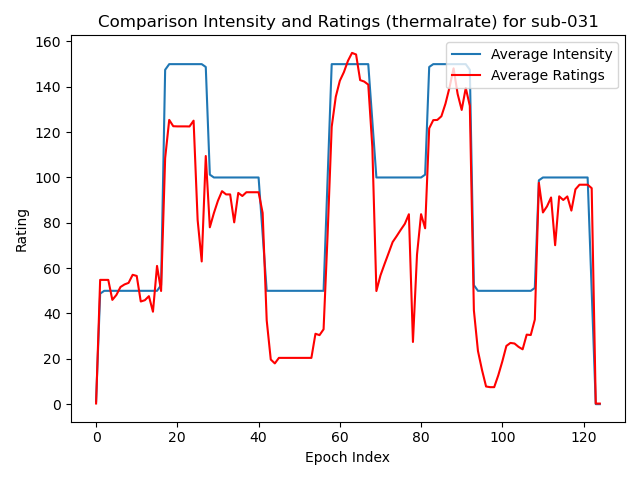 Comparison Intensity and Ratings (thermalrate) for sub-031
Average Intensity
Average Ratings
160
140
120
100
80
60
40
20
0
Rating
0 20 40 60 80 100 120
Epoch Index